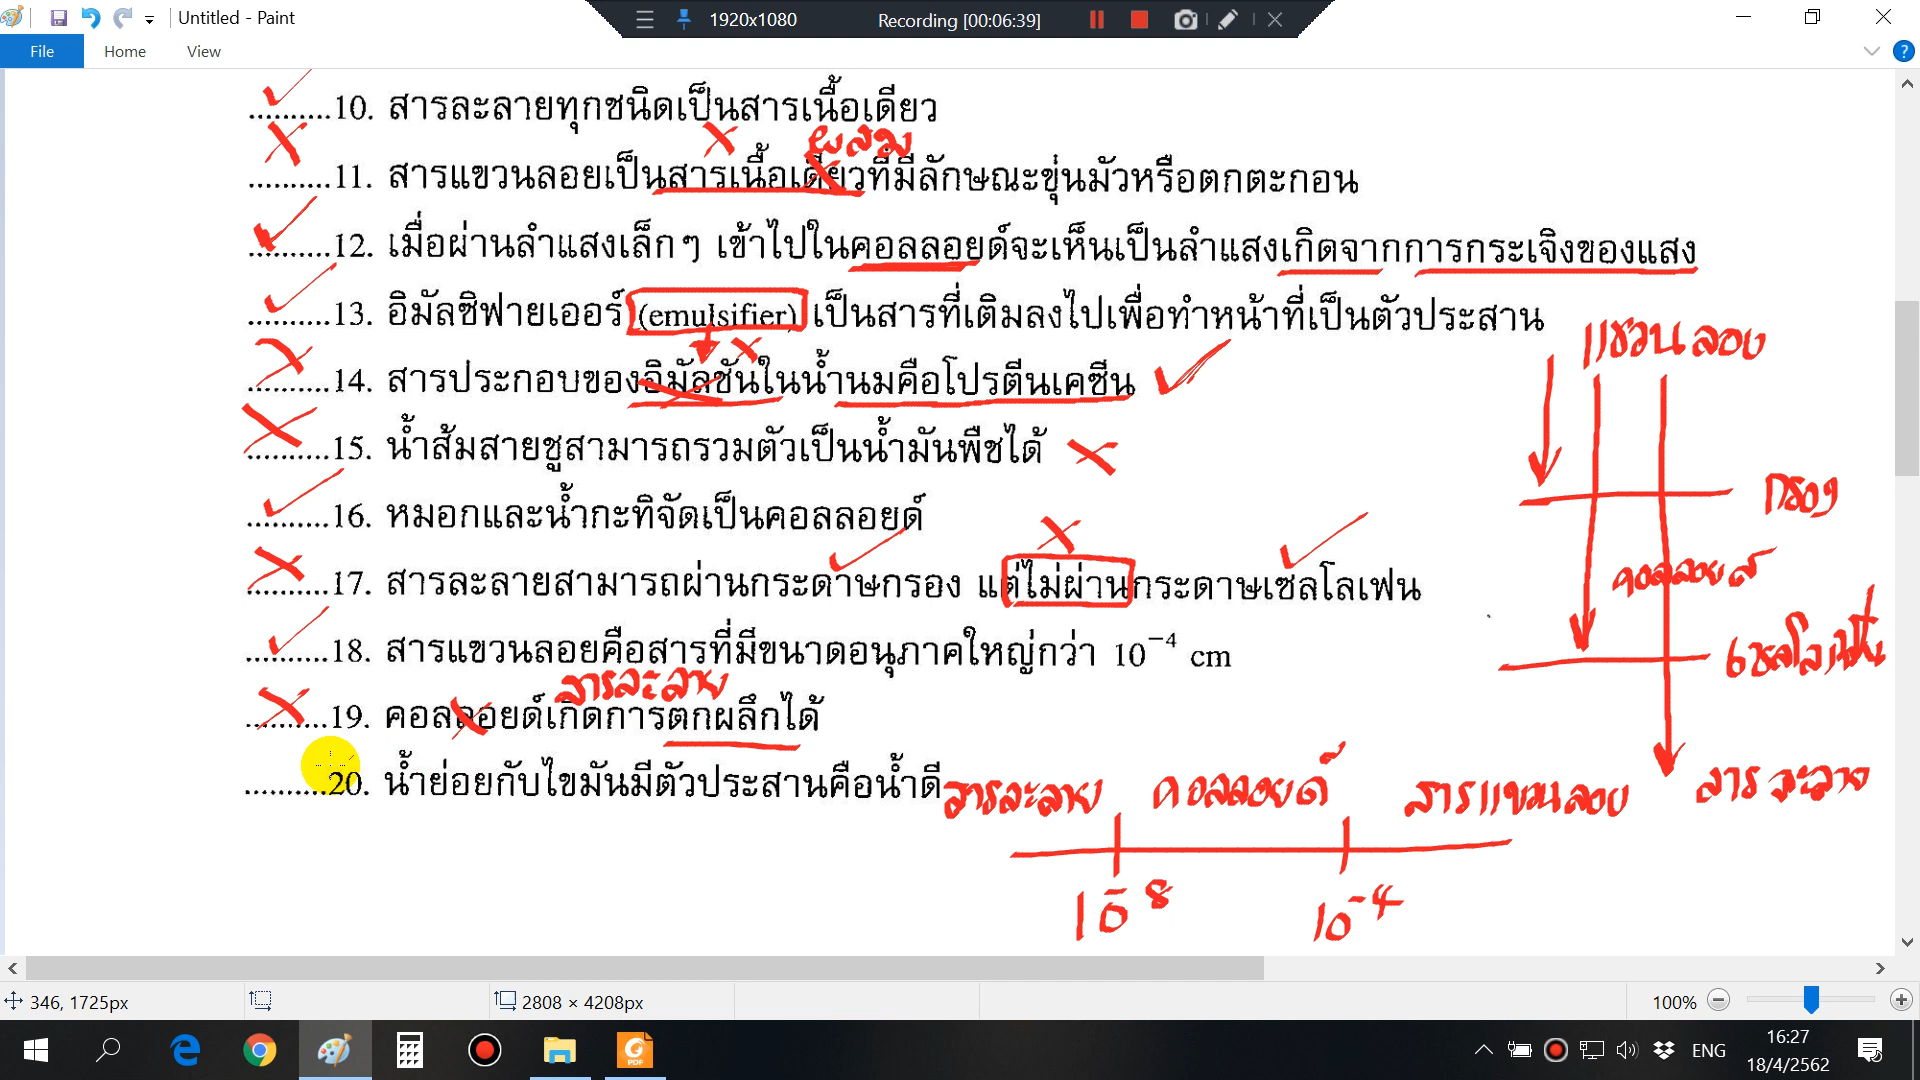 Untitled - Paint
1920x1080
Recording [00:06:39]
File Home View
..........10. สารละลายทุกชนิดเป็นสารเนื้อเดียว
ผสม
..........11. สารแขวนลอยเป็นสารเนื้อเดียวที่มีลักษณะขุ่นมัวหรือตกตะกอน
..........12. เมื่อผ่านลำแสงเล็กๆ เข้าไปในคอลลอยด์จะเห็นเป็นลำแสงเกิดจากการกระเจิงของแสง
..........13. อิมัลซิฟายเออร์ (emulsifier) เป็นสารที่เติมลงไปเพื่อทำหน้าที่เป็นตัวประสาน
แขวนลอย
..........14. สารประกอบของอิมัลชันในน้ำนมคือโปรตีนเคซีน
..........15. น้ำส้มสายชูสามารถรวมตัวเป็นน้ำมันพืชได้
กรอง
..........16. หมอกและน้ำกะทิจัดเป็นคอลลอยด์
..........17. สารละลายสามารถผ่านกระดาษกรอง แต่ไม่ผ่านกระดาษเซลโลเฟน
คอลลอยด์
..........18. สารแขวนลอยคือสารที่มีขนาดอนุภาคใหญ่กว่า 10⁻⁴ cm
เซลโลเฟน
สารละลาย
..........19. คอลลอยด์เกิดการตกผลึกได้
..........20. น้ำย่อยกับไขมันมีตัวประสานคือน้ำดี
สารละลาย คอลลอยด์ สารแขวนลอย สารละลาย
10⁻⁸ 10⁻⁴
346, 1725px
2808 × 4208px
100%
PDF
ENG
16:27
18/4/2562